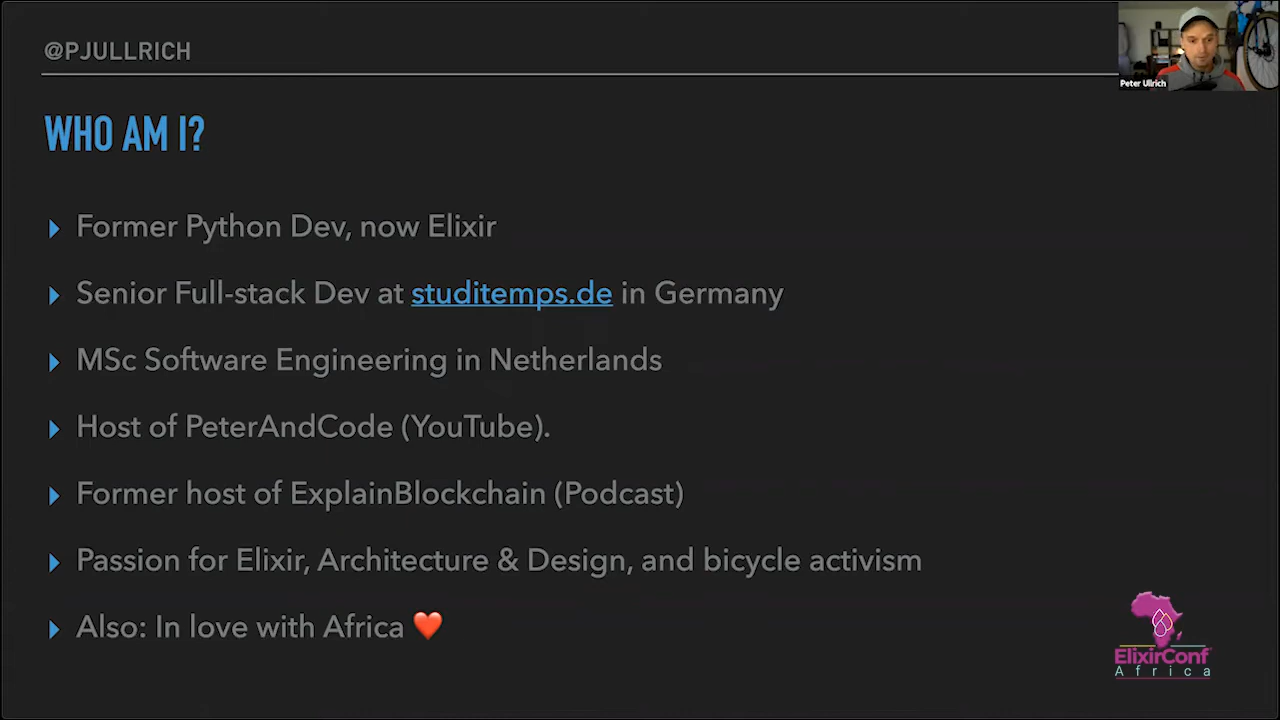 @PJULLRICH
Peter Ullrich
WHO AM I?
Former Python Dev, now Elixir
Senior Full-stack Dev at studitemps.de in Germany
MSc Software Engineering in Netherlands
Host of PeterAndCode (YouTube).
Former host of ExplainBlockchain (Podcast)
Passion for Elixir, Architecture & Design, and bicycle activism
Also: In love with Africa ❤️
ElixirConf
Africa